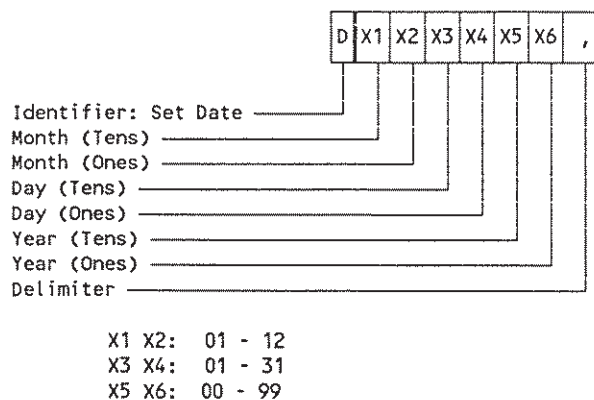 D X1 X2 X3 X4 X5 X6 ,
Identifier: Set Date
Month (Tens)
Month (Ones)
Day (Tens)
Day (Ones)
Year (Tens)
Year (Ones)
Delimiter
X1 X2: 01 - 12
X3 X4: 01 - 31
X5 X6: 00 - 99